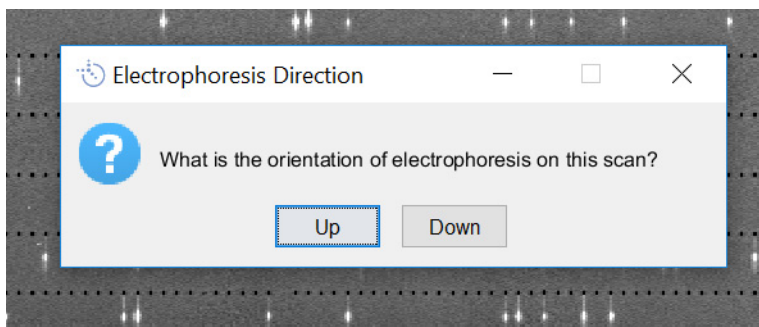 Electrophoresis Direction
What is the orientation of electrophoresis on this scan?
Up Down